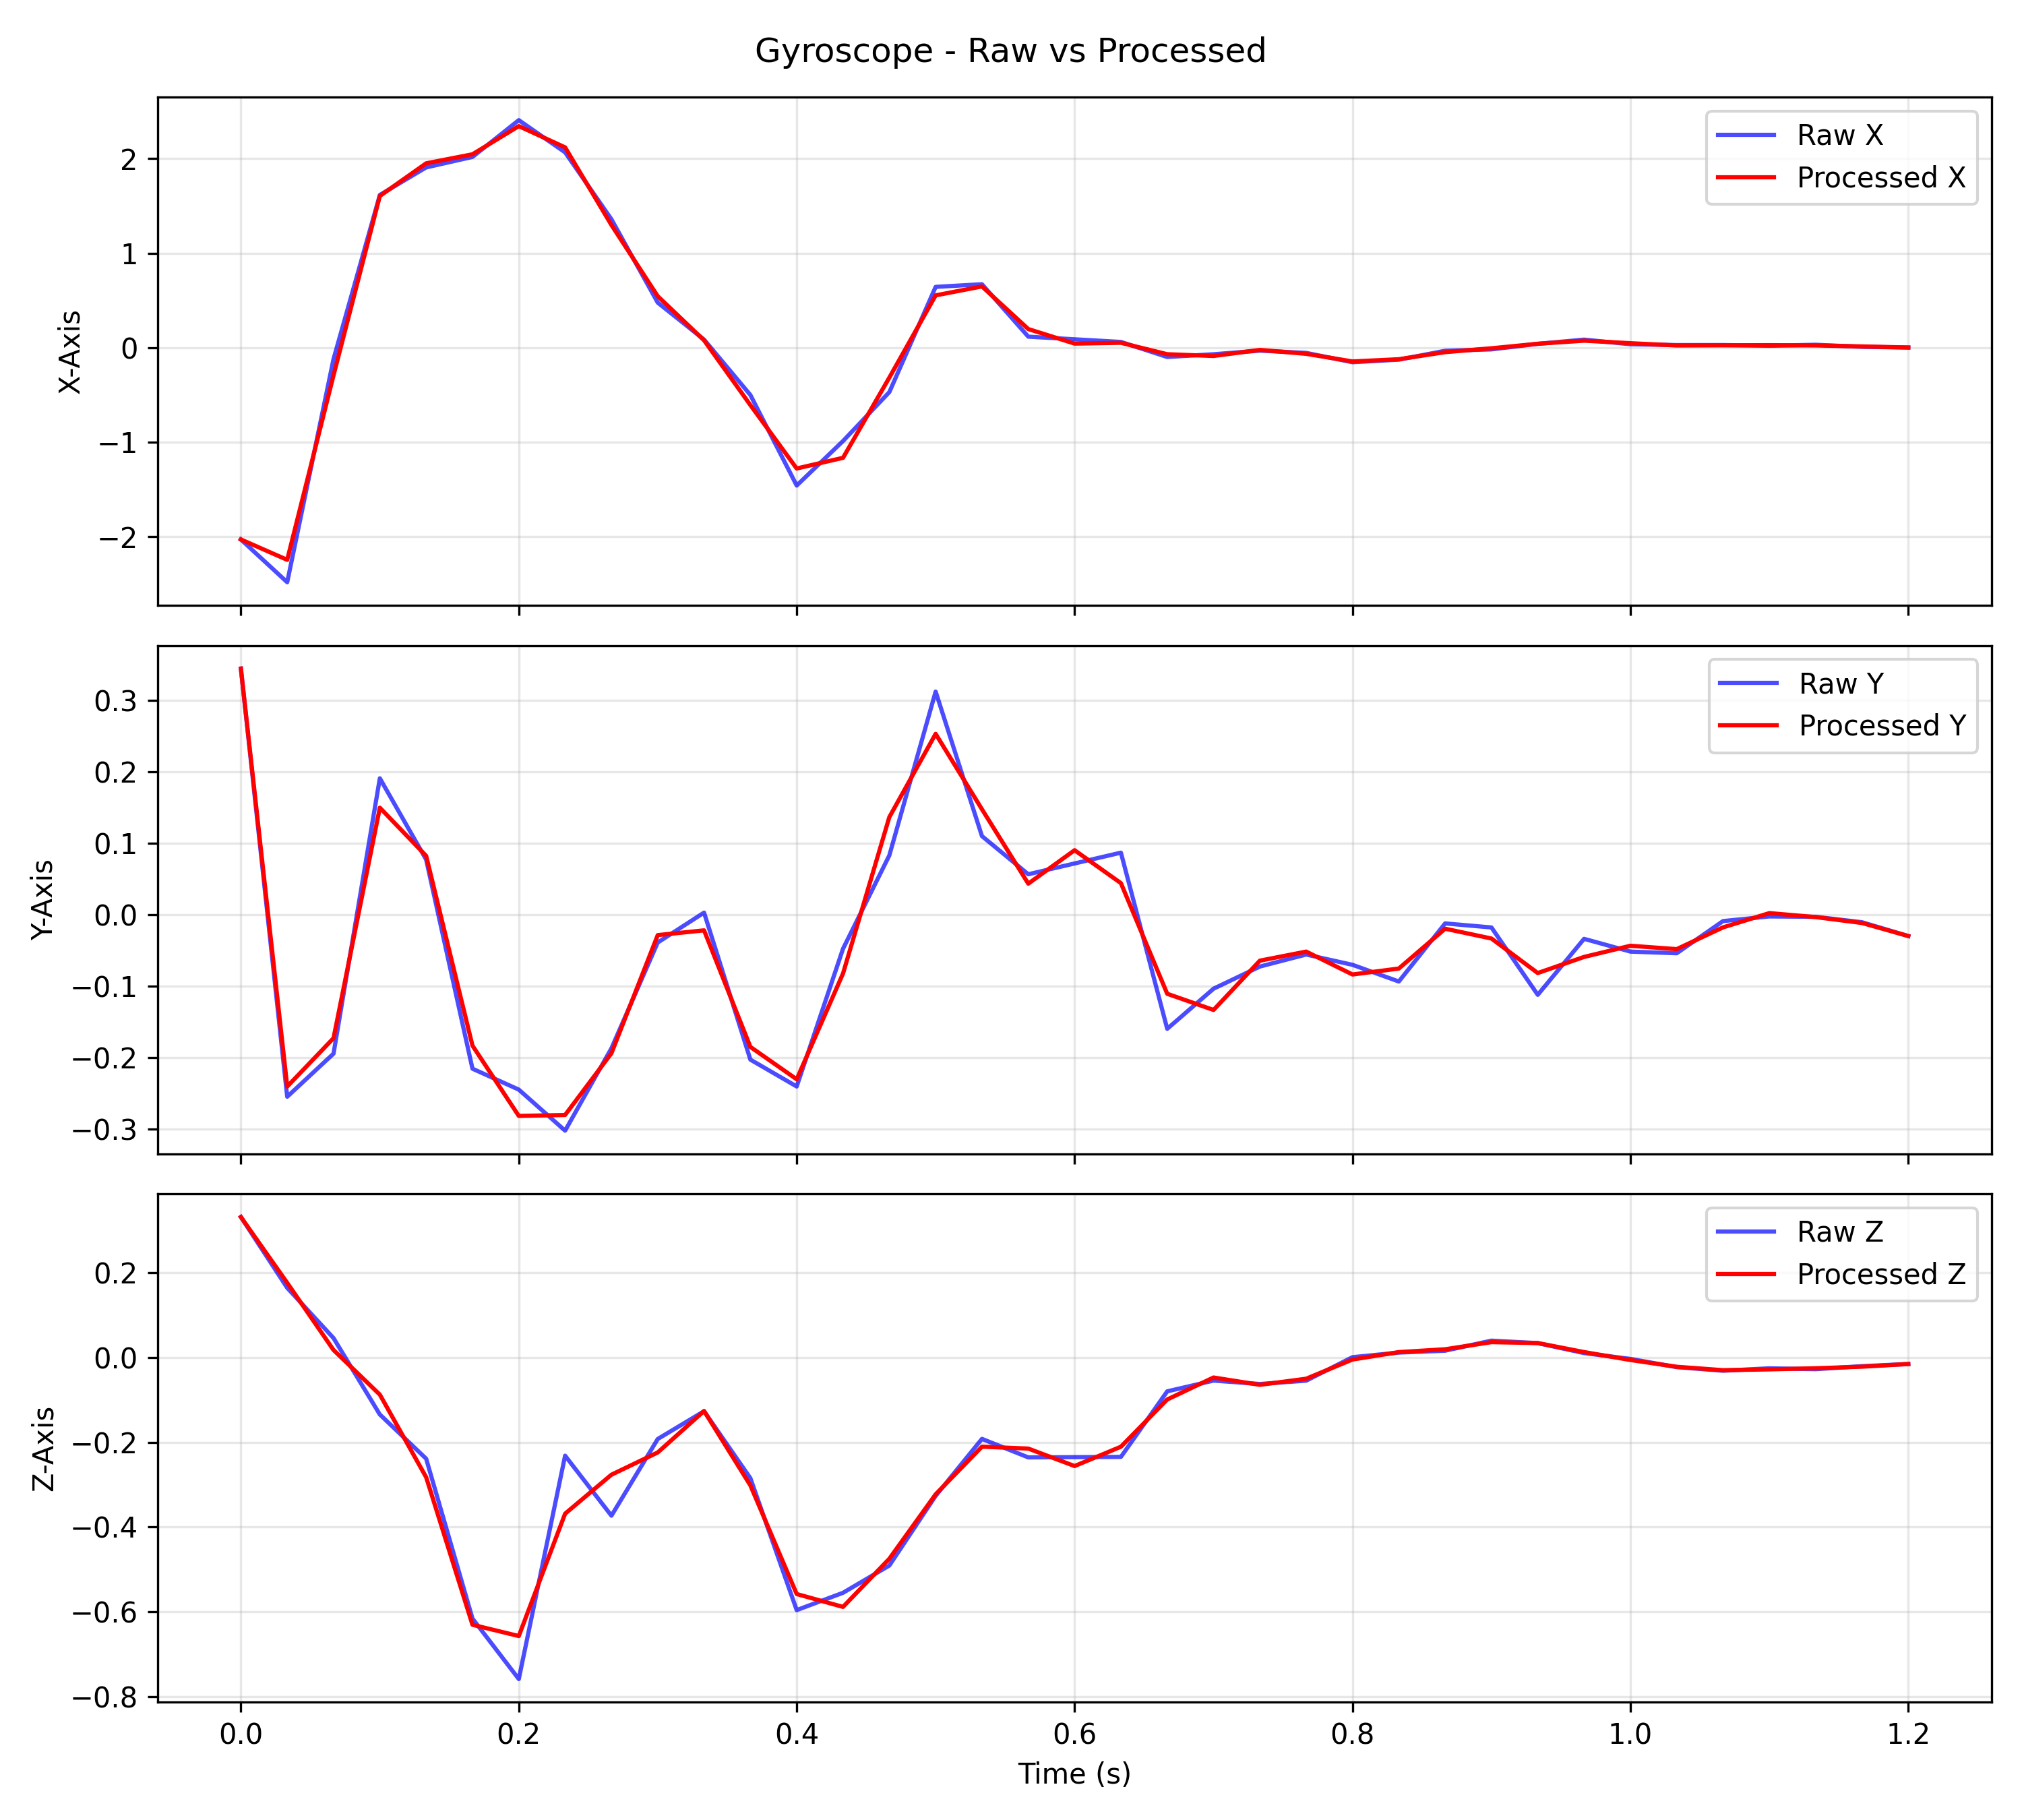 Gyroscope - Raw vs Processed
X-Axis
2
1
0
−1
−2
Raw X
Processed X
Y-Axis
0.3
0.2
0.1
0.0
−0.1
−0.2
−0.3
Raw Y
Processed Y
Z-Axis
0.2
0.0
−0.2
−0.4
−0.6
−0.8
Raw Z
Processed Z
0.0 0.2 0.4 0.6 0.8 1.0 1.2
Time (s)